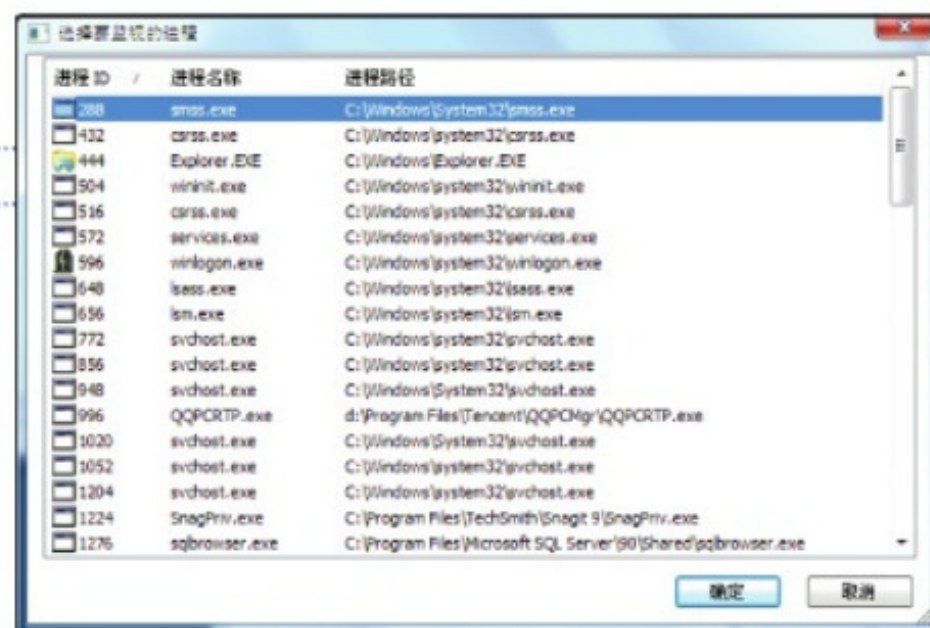 选择要监视的进程
进程 ID / 进程名称 进程路径
288 smss.exe C:\Windows\System32\smss.exe
432 csrss.exe C:\Windows\system32\csrss.exe
444 Explorer.EXE C:\Windows\Explorer.EXE
504 wininit.exe C:\Windows\system32\wininit.exe
516 csrss.exe C:\Windows\system32\csrss.exe
572 services.exe C:\Windows\system32\services.exe
596 winlogon.exe C:\Windows\system32\winlogon.exe
648 lsass.exe C:\Windows\system32\lsass.exe
656 lsm.exe C:\Windows\system32\lsm.exe
772 svchost.exe C:\Windows\system32\svchost.exe
856 svchost.exe C:\Windows\system32\svchost.exe
948 svchost.exe C:\Windows\System32\svchost.exe
996 QQPCRTP.exe d:\Program Files\Tencent\QQPCMgr\QQPCRTP.exe
1020 svchost.exe C:\Windows\System32\svchost.exe
1052 svchost.exe C:\Windows\system32\svchost.exe
1204 svchost.exe C:\Windows\system32\svchost.exe
1224 SnagPriv.exe C:\Program Files\TechSmith\Snagit 9\SnagPriv.exe
1276 sqlbrowser.exe C:\Program Files\Microsoft SQL Server\90\Shared\sqlbrowser.exe
确定 取消